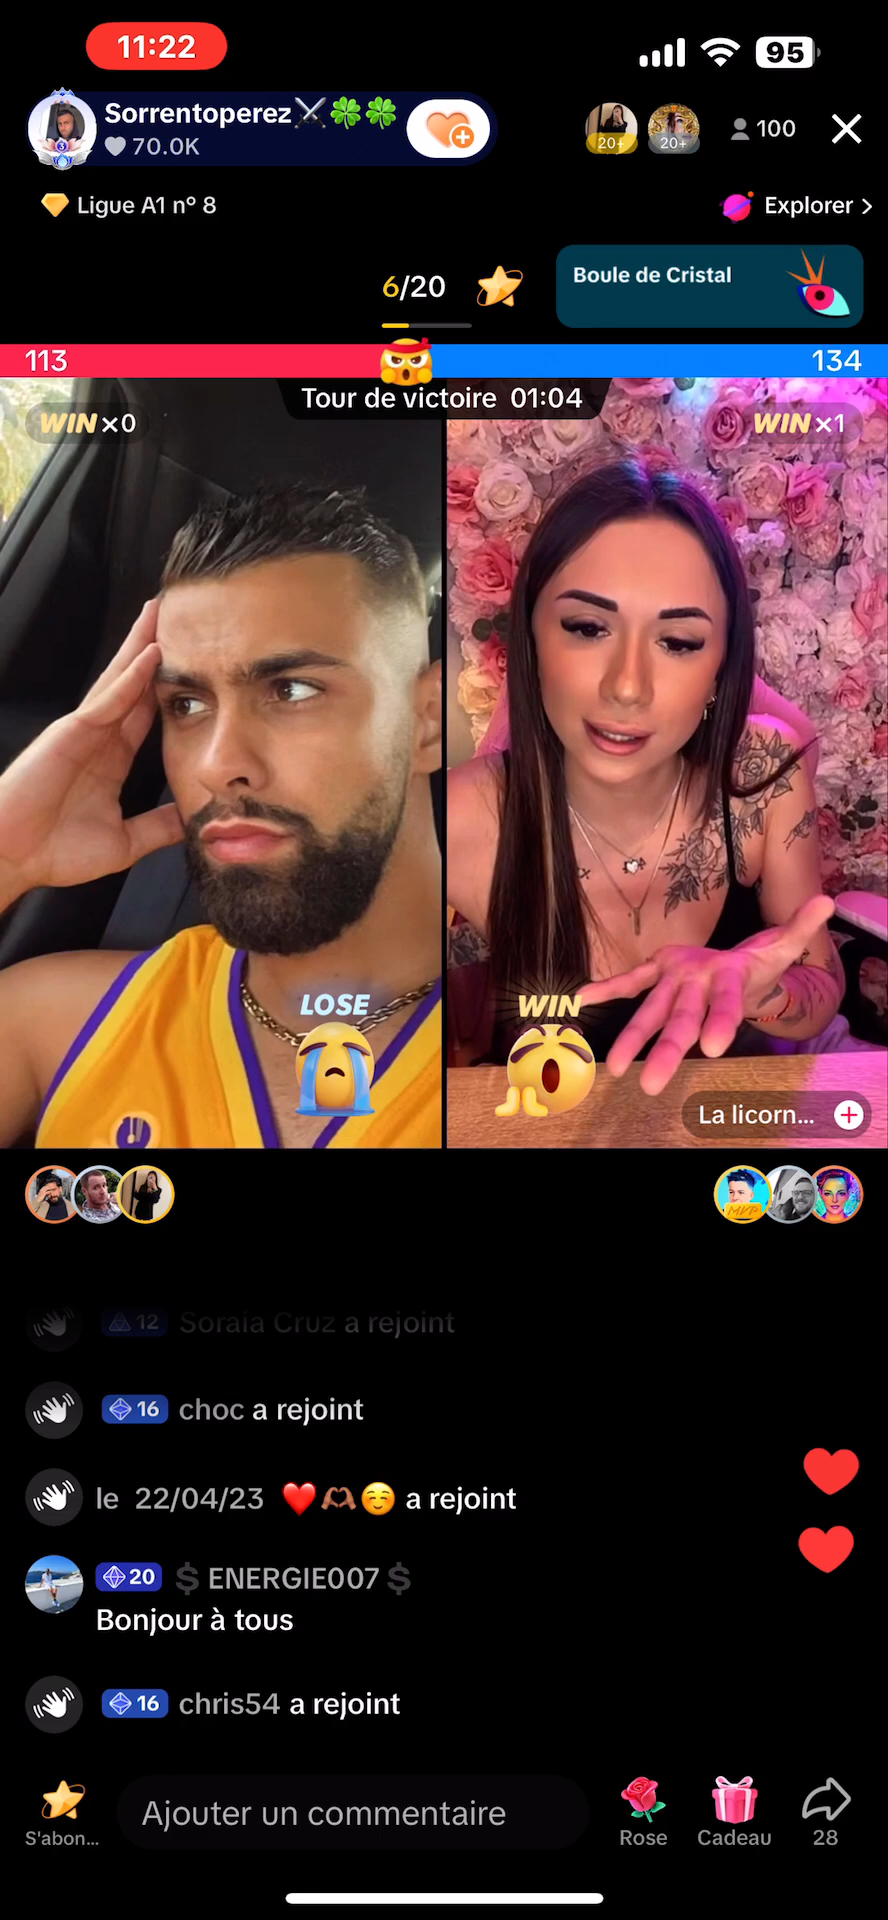 11:22
95
Sorrentoperez⚔️🍀🍀
70.0K
20+
20+
100
Ligue A1 n° 8
Explorer >
6/20
Boule de Cristal
113
134
Tour de victoire 01:04
WIN x0
WIN x1
LOSE
WIN
La licorn...
MVP
12 Soraia Cruz a rejoint
16 choc a rejoint
le 22/04/23 ❤️🫶🏽☺️ a rejoint
20 💲ENERGIE007💲
Bonjour à tous
16 chris54 a rejoint
Ajouter un commentaire
S'abon...
Rose
Cadeau
28